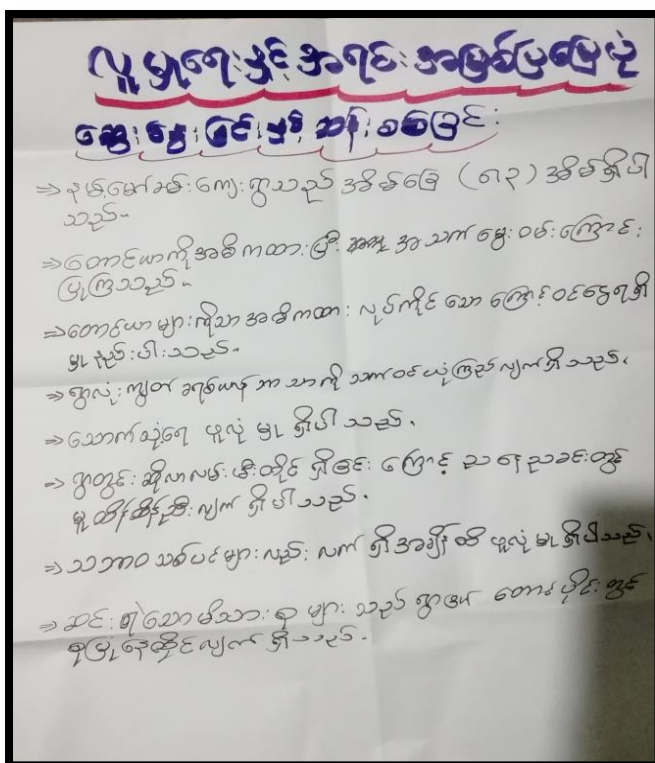 လူမှုရေးနှင့်အရင်းအမြစ်ပြမြေပုံ
ဆွေးနွေးခြင်းနှင့်ဆန်းစစ်ခြင်း
⇒ နမ့်မော်ခမ်းကျေးရွာသည် အိမ်ခြေ (၈၃) အိမ်ရှိပါ
သည်။
⇒ တောင်ယာကိုအဓိကထားပြီး အသက်မွေးဝမ်းကြောင်း
ပြုကြသည်။
⇒ တောင်ယာများကိုသာအဓိကထားလုပ်ကိုင်သောကြောင့်ဝင်ငွေရရှိ
မှုနည်းပါးသည်။
⇒ ရွာလုံးကျွတ်ခရစ်ယာန်ဘာသာကိုသက်ဝင်ယုံကြည်လျက်ရှိသည်။
⇒ သောက်သုံးရေ ဖူလုံမှုရှိပါသည်။
⇒ ရွာတွင်းဆိုလာလမ်းမီးတိုင်ရှိခြင်းကြောင့် ည နေညခင်းတွင်
မှူထိန်ထိန်ညီးလျက်ရှိပါသည်။
⇒ သဘာဝသစ်ပင်များလည်းလက်ရှိအချိန်ထိဖူလုံမှုရှိပါသည်။
⇒ ဆင်းရဲသောမိသားစုများသည် ရွာ၏ တောင်ပိုင်းတွင်
စုပြုံနေထိုင်လျက်ရှိသည်။